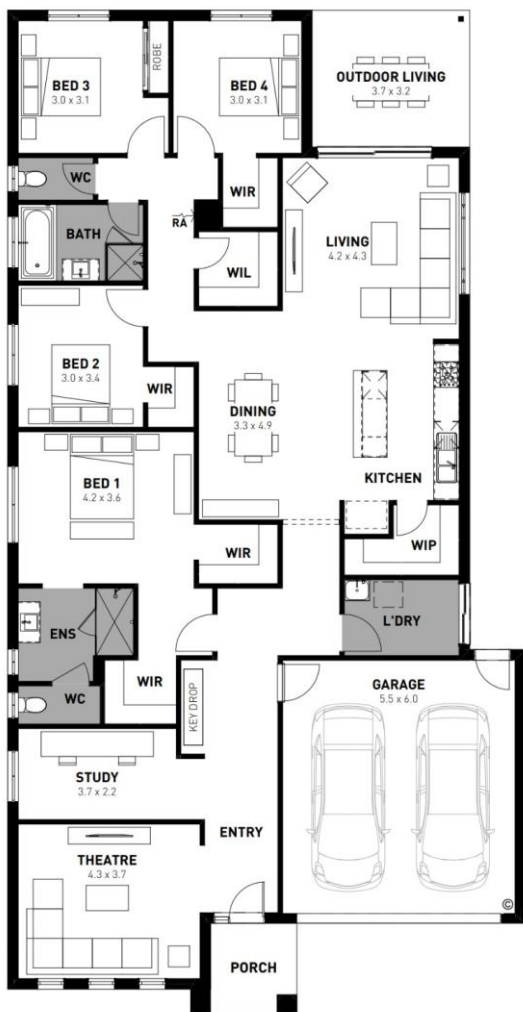 BED 3
3.0 x 3.1
ROBE
BED 4
3.0 x 3.1
OUTDOOR LIVING
3.7 x 3.2
WC
WIR
BATH
RA
LIVING
4.2 x 4.3
WIL
BED 2
3.0 x 3.4
WIR
DINING
3.3 x 4.9
KITCHEN
BED 1
4.2 x 3.6
WIR
WIP
ENS
L'DRY
WC
WIR
KEY DROP
GARAGE
5.5 x 6.0
STUDY
3.7 x 2.2
ENTRY
THEATRE
4.3 x 3.7
©
PORCH